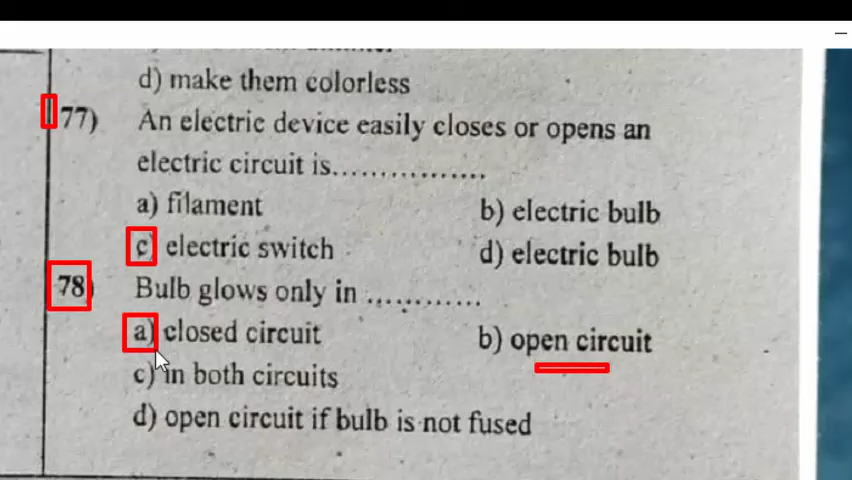 d) make them colorless
77) An electric device easily closes or opens an
electric circuit is................
a) filament b) electric bulb
c) electric switch d) electric bulb
78) Bulb glows only in ............
a) closed circuit b) open circuit
c) in both circuits
d) open circuit if bulb is not fused